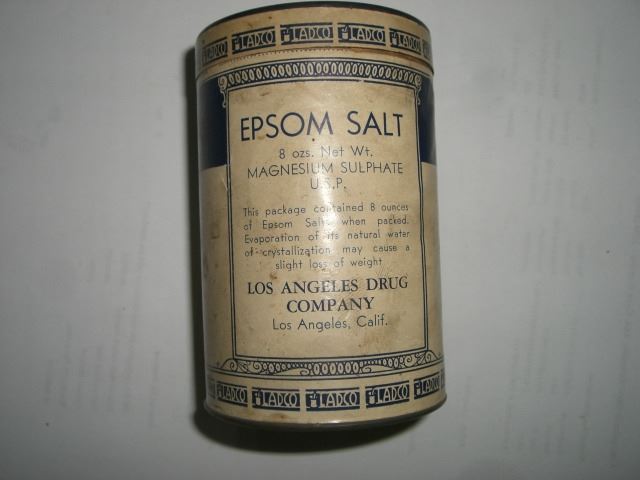 LADCO LADCO LADCO LADCO
EPSOM SALT
8 ozs. Net Wt.
MAGNESIUM SULPHATE
U.S.P.
This package contained 8 ounces
of Epsom Salt when packed.
Evaporation of its natural water
of crystallization may cause a
slight loss of weight
LOS ANGELES DRUG
COMPANY
Los Angeles, Calif.
LADCO LADCO LADCO LADCO LADCO